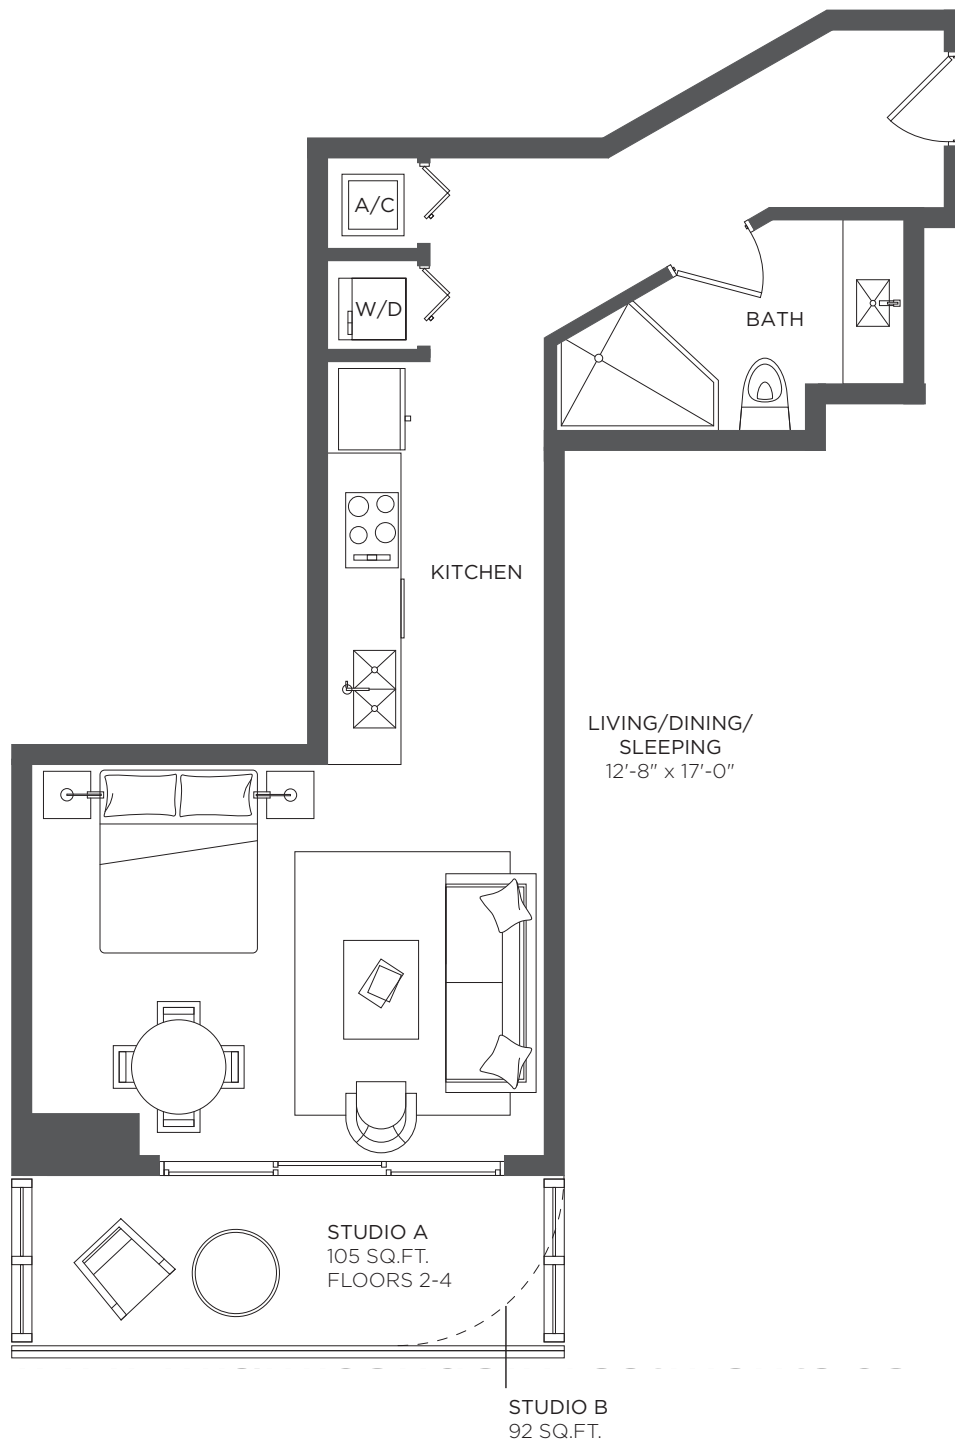 A/C
W/D
BATH
KITCHEN
LIVING/DINING/
SLEEPING
12'-8" x 17'-0"
STUDIO A
105 SQ.FT.
FLOORS 2-4
STUDIO B
92 SQ.FT.